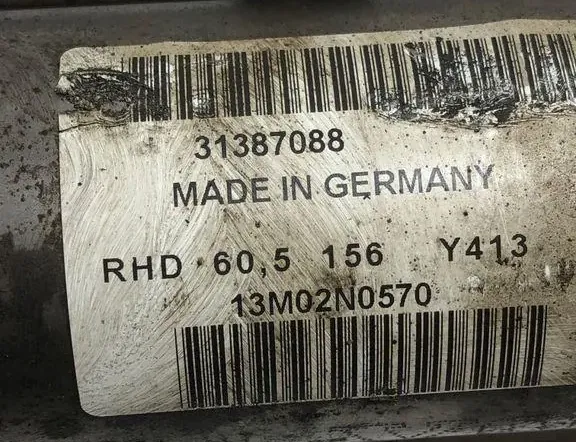 31387088
MADE IN GERMANY
RHD 60,5 156 Y413
13M02N0570